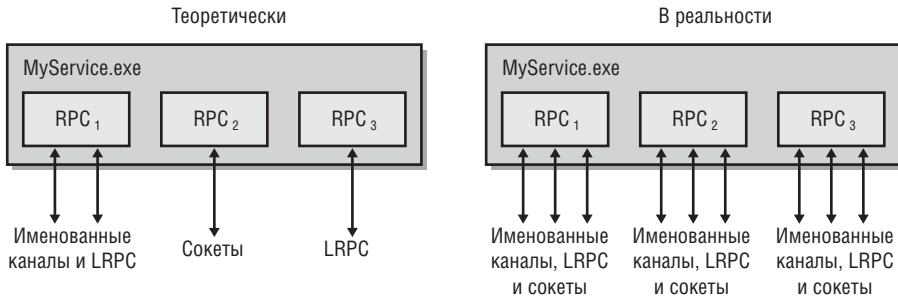 Теоретически
В реальности
MyService.exe
MyService.exe
RPC 1
RPC 2
RPC 3
RPC 1
RPC 2
RPC 3
Именованные
каналы и LRPC
Сокеты
LRPC
Именованные
каналы, LRPC
и сокеты
Именованные
каналы, LRPC
и сокеты
Именованные
каналы, LRPC
и сокеты